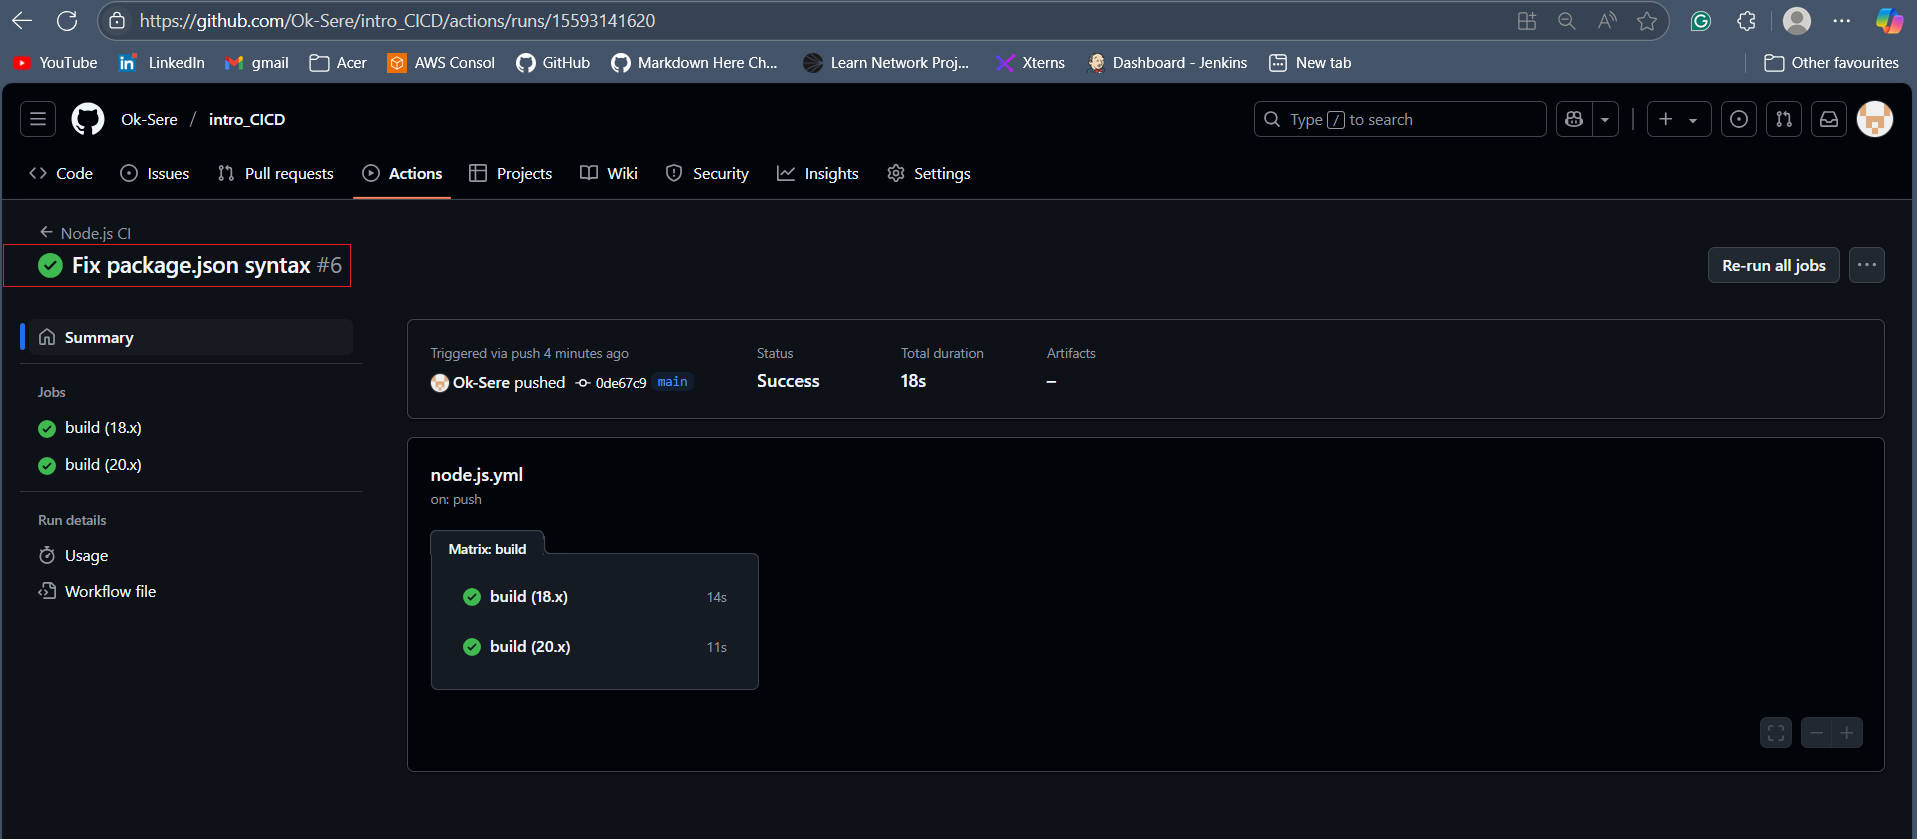 https://github.com/Ok-Sere/intro_CICD/actions/runs/15593141620
YouTube LinkedIn gmail Acer AWS Consol GitHub Markdown Here Ch... Learn Network Proj... Xterns Dashboard - Jenkins New tab Other favourites
Ok-Sere / intro_CICD Type / to search
Code Issues Pull requests Actions Projects Wiki Security Insights Settings
Node.js CI
Fix package.json syntax #6
Re-run all jobs
Summary
Jobs
build (18.x)
build (20.x)
Run details
Usage
Workflow file
Triggered via push 4 minutes ago Status Total duration Artifacts
Ok-Sere pushed 0de67c9 main Success 18s –
node.js.yml
on: push
Matrix: build
build (18.x) 14s
build (20.x) 11s